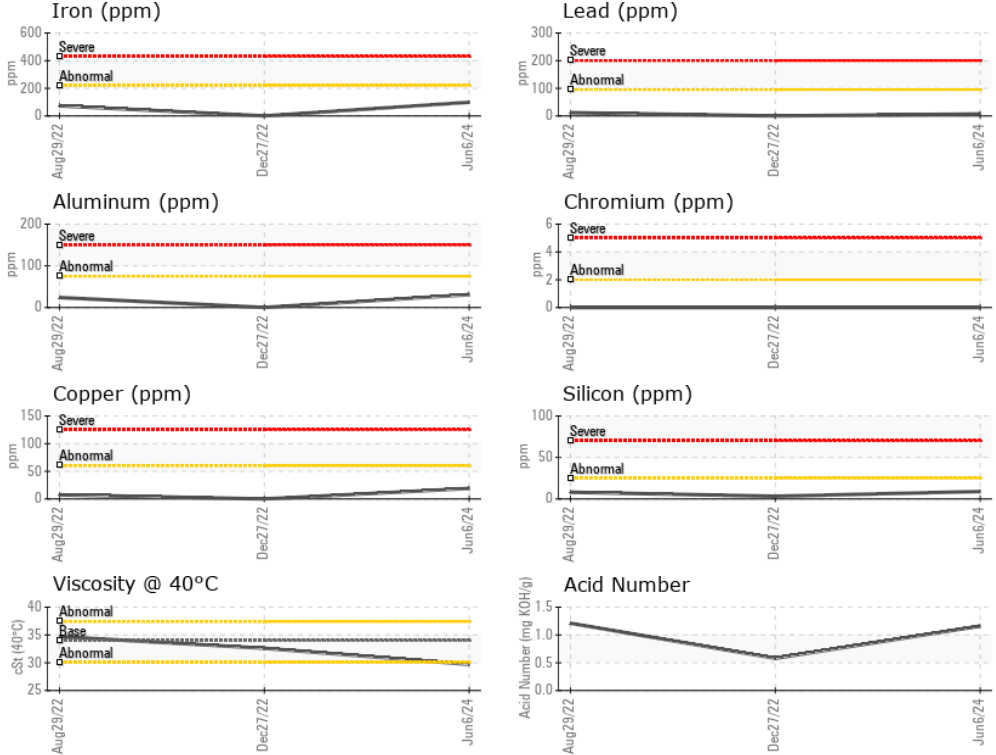 Iron (ppm)
600
400
200
0
ppm
Severe
Abnormal
Aug29/22
Dec27/22
Jun6/24
Lead (ppm)
300
200
100
0
ppm
Severe
Abnormal
Aug29/22
Dec27/22
Jun6/24
Aluminum (ppm)
200
100
0
ppm
Severe
Abnormal
Aug29/22
Dec27/22
Jun6/24
Chromium (ppm)
6
4
2
0
ppm
Severe
Abnormal
Aug29/22
Dec27/22
Jun6/24
Copper (ppm)
150
100
50
0
ppm
Severe
Abnormal
Aug29/22
Dec27/22
Jun6/24
Silicon (ppm)
100
50
0
ppm
Severe
Abnormal
Aug29/22
Dec27/22
Jun6/24
Viscosity @ 40°C
40
35
30
25
cSt (40°C)
Abnormal
Base
Abnormal
Aug29/22
Dec27/22
Jun6/24
Acid Number
1.5
1.0
0.5
0.0
Acid Number (mg KOH/g)
Aug29/22
Dec27/22
Jun6/24